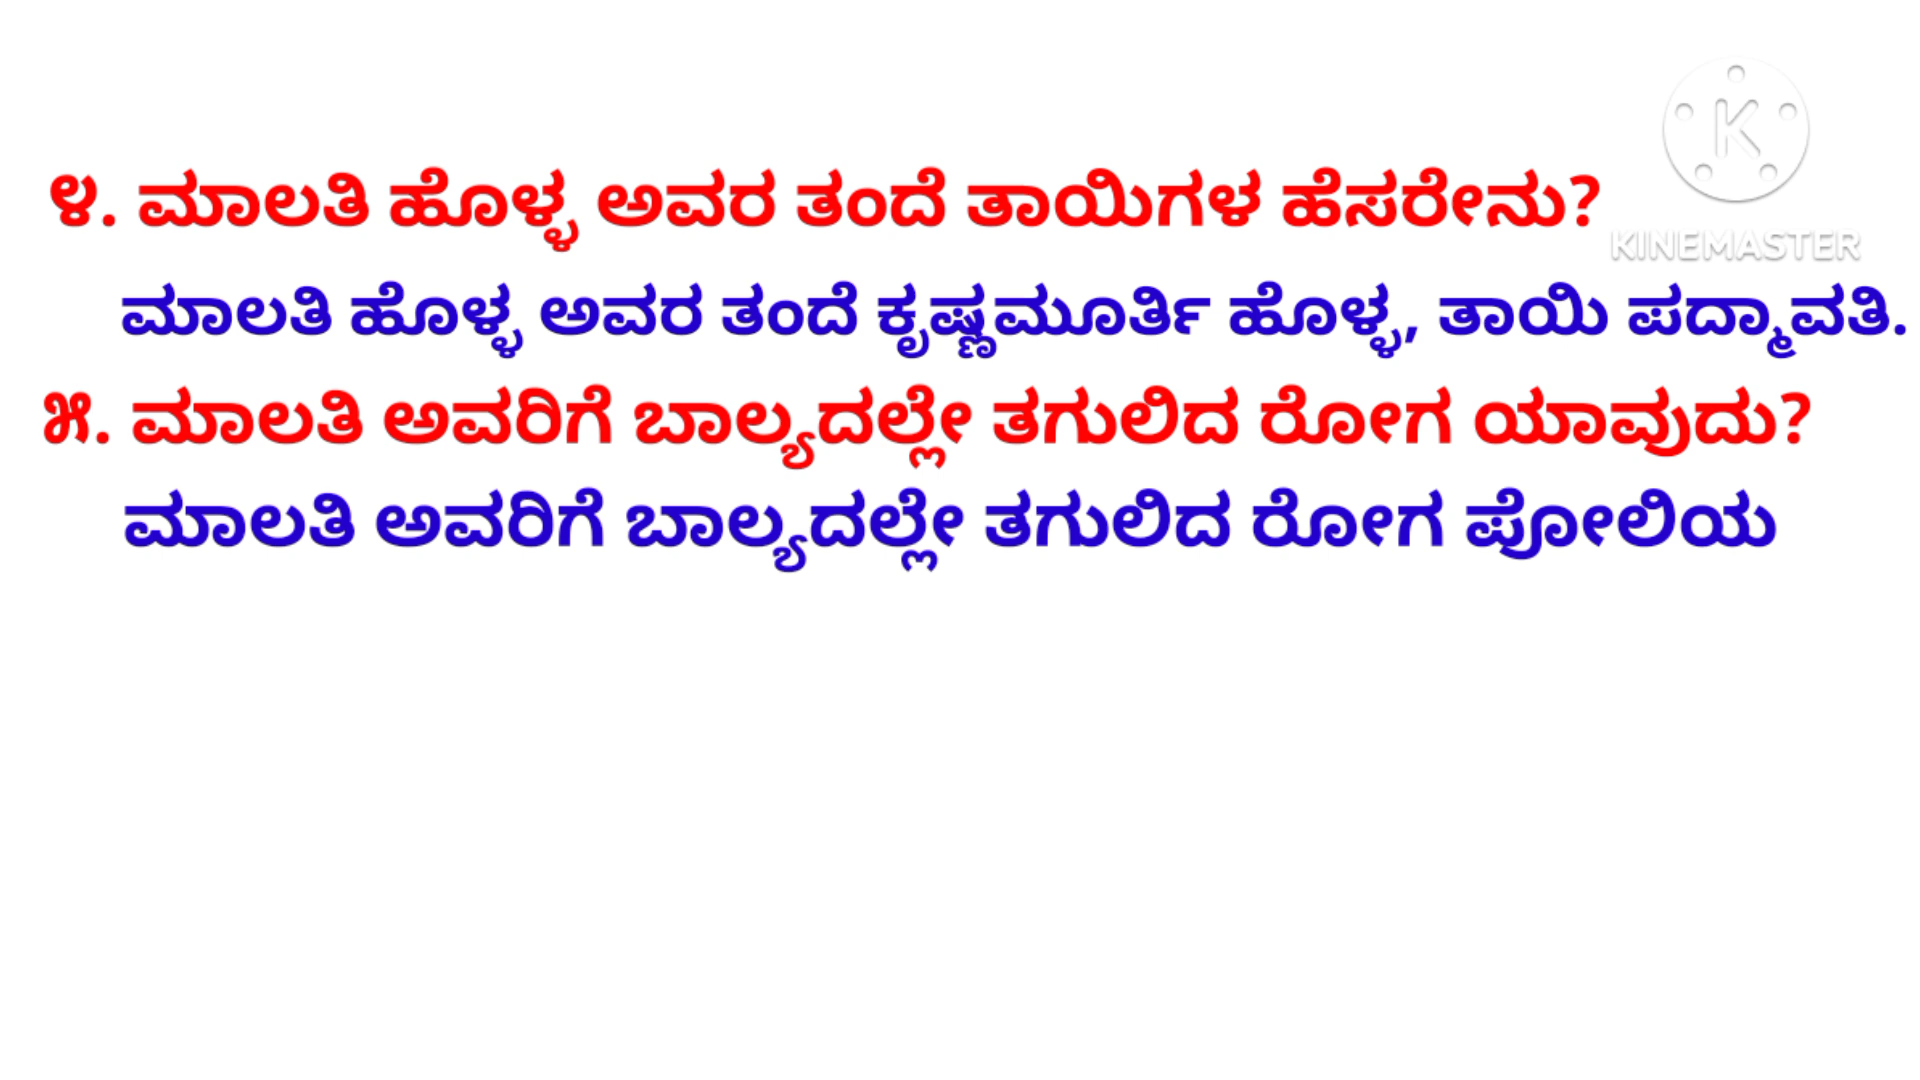 ೪. ಮಾಲತಿ ಹೊಳ್ಳ ಅವರ ತಂದೆ ತಾಯಿಗಳ ಹೆಸರೇನು?
ಮಾಲತಿ ಹೊಳ್ಳ ಅವರ ತಂದೆ ಕೃಷ್ಣಮೂರ್ತಿ ಹೊಳ್ಳ, ತಾಯಿ ಪದ್ಮಾವತಿ.
೫. ಮಾಲತಿ ಅವರಿಗೆ ಬಾಲ್ಯದಲ್ಲೇ ತಗುಲಿದ ರೋಗ ಯಾವುದು?
ಮಾಲತಿ ಅವರಿಗೆ ಬಾಲ್ಯದಲ್ಲೇ ತಗುಲಿದ ರೋಗ ಪೋಲಿಯ
K
KINEMASTER